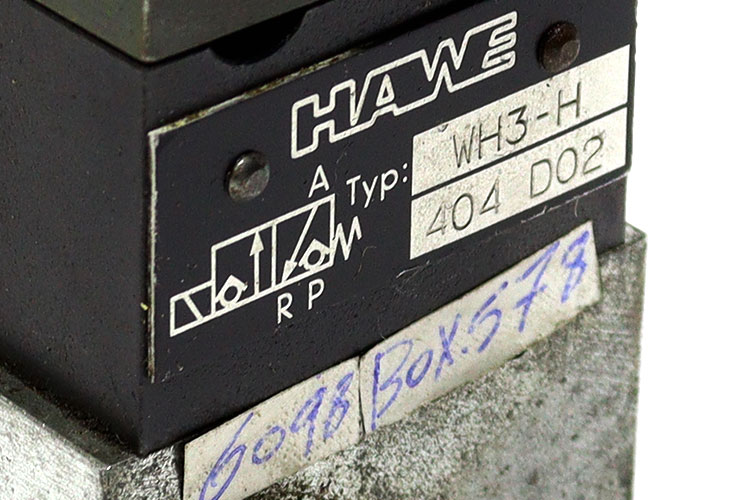 HAWE
Typ: WH3-H
404 D02
A
R P
6098 BOX.578